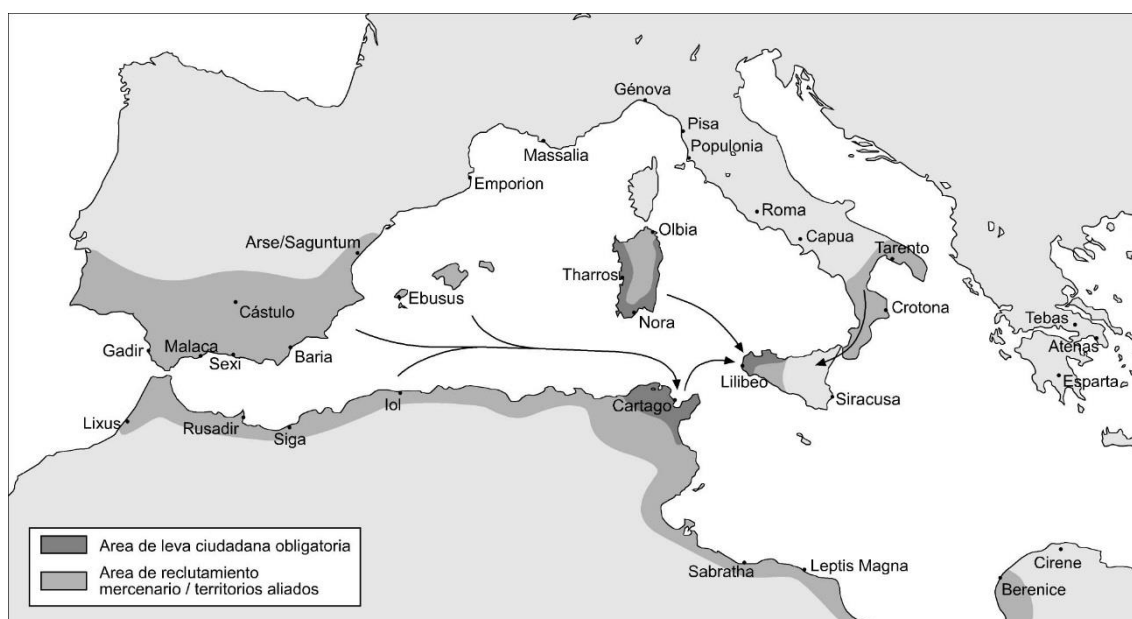 Génova
Pisa
Massalia
Populonia
Emporion
Roma
Olbia
Capua
Arse/Saguntum
Tarento
Tharros
Ebusus
Cástulo
Crotona
Nora
Tebas
Gadir
Malaca
Baria
Atenas
Sexi
Lilibeo
Esparta
Iol
Cartago
Siracusa
Lixus
Rusadir
Siga
Area de leva ciudadana obligatoria
Area de reclutamiento
mercenario / territorios aliados
Sabratha
Leptis Magna
Cirene
Berenice